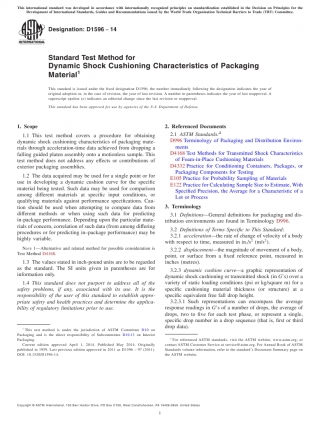 This international standard was developed in accordance with internationally recognized principles on standardization established in the Decision on Principles for the
Development of International Standards, Guides and Recommendations issued by the World Trade Organization Technical Barriers to Trade (TBT) Committee.
Designation: D1596 − 14
INTERNATIONAL
Standard Test Method for
Dynamic Shock Cushioning Characteristics of Packaging
Material1
This standard is issued under the fixed designation D1596; the number immediately following the designation indicates the year of
original adoption or, in the case of revision, the year of last revision. A number in parentheses indicates the year of last reapproval. A
superscript epsilon (ε) indicates an editorial change since the last revision or reapproval.
This standard has been approved for use by agencies of the U.S. Department of Defense.
1. Scope
1.1 This test method covers a procedure for obtaining
dynamic shock cushioning characteristics of packaging mate-
rials through acceleration-time data achieved from dropping a
falling guided platen assembly onto a motionless sample. This
test method does not address any effects or contributions of
exterior packaging assemblies.
1.2 The data acquired may be used for a single point or for
use in developing a dynamic cushion curve for the specific
material being tested. Such data may be used for comparison
among different materials at specific input conditions, or
qualifying materials against performance specifications. Cau-
tion should be used when attempting to compare data from
different methods or when using such data for predicting
in-package performance. Depending upon the particular mate-
rials of concern, correlation of such data (from among differing
procedures or for predicting in-package performance) may be
highly variable.
NOTE 1—Alternative and related method for possible consideration is
Test Method D4168.
1.3 The values stated in inch-pound units are to be regarded
as the standard. The SI units given in parentheses are for
information only.
1.4 This standard does not purport to address all of the
safety problems, if any, associated with its use. It is the
responsibility of the user of this standard to establish appro-
priate safety and health practices and determine the applica-
bility of regulatory limitations prior to use.
1 This test method is under the jurisdiction of ASTM Committee D10 on
Packaging and is the direct responsibility of Subcommittee D10.13 on Interior
Packaging.
Current edition approved April 1, 2014. Published May 2014. Originally
published in 1959. Last previous edition approved in 2011 as D1596 – 97 (2011).
DOI: 10.1520/D1596-14.
2. Referenced Documents
2.1 ASTM Standards:2
D996 Terminology of Packaging and Distribution Environ-
ments
D4168 Test Methods for Transmitted Shock Characteristics
of Foam-in-Place Cushioning Materials
D4332 Practice for Conditioning Containers, Packages, or
Packaging Components for Testing
E105 Practice for Probability Sampling of Materials
E122 Practice for Calculating Sample Size to Estimate, With
Specified Precision, the Average for a Characteristic of a
Lot or Process
3. Terminology
3.1 Definitions—General definitions for packaging and dis-
tribution environments are found in Terminology D996.
3.2 Definitions of Terms Specific to This Standard:
3.2.1 acceleration—the rate of change of velocity of a body
with respect to time, measured in in./s2 (m/s2).
3.2.2 displacement—the magnitude of movement of a body,
point, or surface from a fixed reference point, measured in
inches (metres).
3.2.3 dynamic cushion curve—a graphic representation of
dynamic shock cushioning or transmitted shock (in G's) over a
variety of static loading conditions (psi or kg/square m) for a
specific cushioning material thickness (or structure) at a
specific equivalent free fall drop height.
3.2.3.1 Such representations can encompass the average
response readings in G's of a number of drops, the average of
drops, two to five for each test phase, or represent a single,
specific drop number in a drop sequence (that is, first or third
drop data).
2 For referenced ASTM standards, visit the ASTM website, www.astm.org, or
contact ASTM Customer Service at service@astm.org. For Annual Book of ASTM
Standards volume information, refer to the standard's Document Summary page on
the ASTM website.
Copyright © ASTM International, 100 Barr Harbor Drive, PO Box C700, West Conshohocken, PA 19428-2959. United States
1